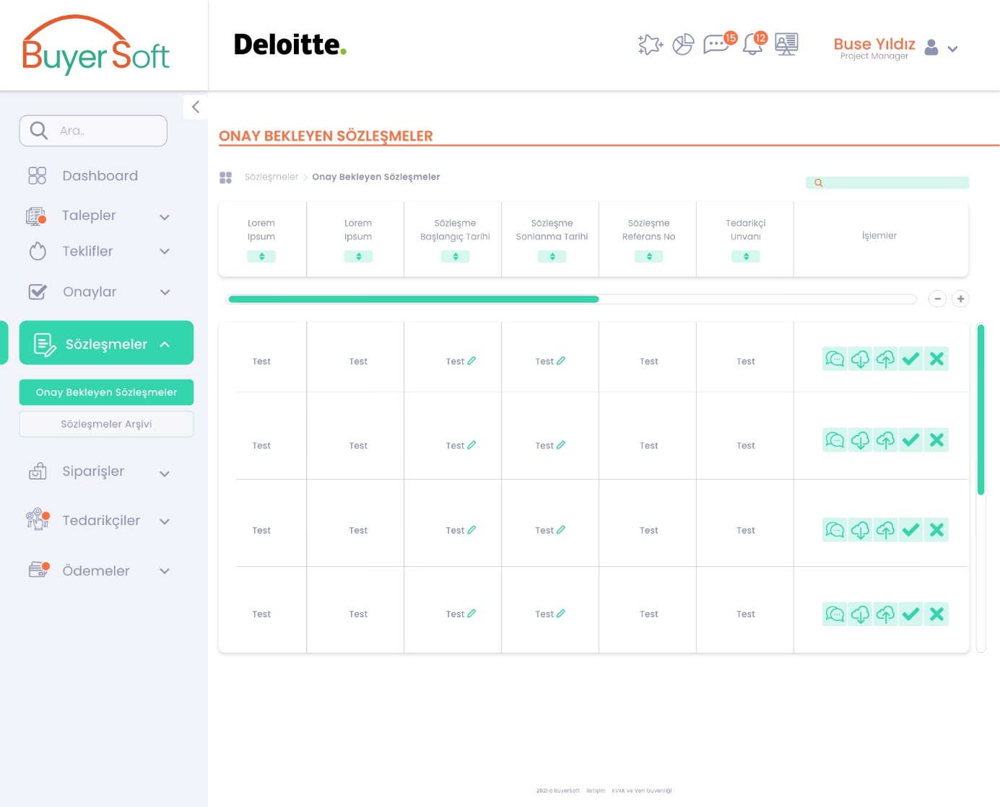 BuyerSoft
Deloitte.
15
12
Buse Yıldız
Project Manager
Ara..
Dashboard
Talepler
Teklifler
Onaylar
Sözleşmeler
Onay Bekleyen Sözleşmeler
Sözleşmeler Arşivi
Siparişler
Tedarikçiler
Ödemeler
ONAY BEKLEYEN SÖZLEŞMELER
Sözleşmeler > Onay Bekleyen Sözleşmeler
Lorem
Ipsum
Lorem
Ipsum
Sözleşme
Başlangıç Tarihi
Sözleşme
Sonlanma Tarihi
Sözleşme
Referans No
Tedarikçi
Unvanı
İşlemler
Test Test Test Test Test Test
Test Test Test Test Test Test
Test Test Test Test Test Test
Test Test Test Test Test Test
2021 © BuyerSoft İletişim KVKK ve Veri Güvenliği